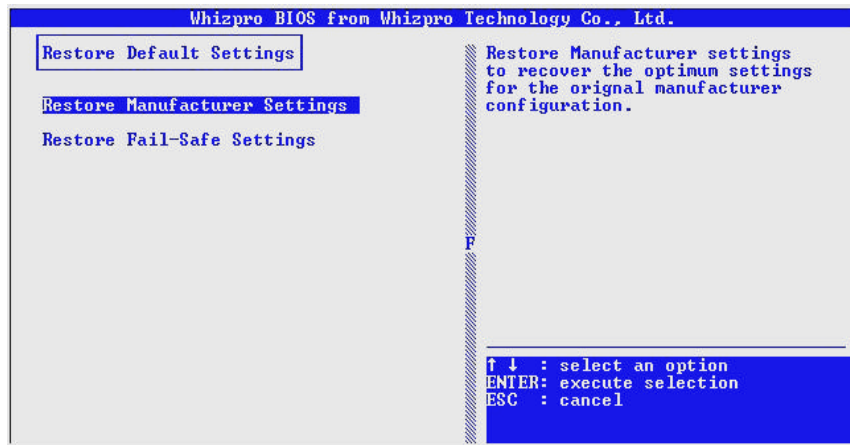 Whizpro BIOS from Whizpro Technology Co., Ltd.
Restore Default Settings
Restore Manufacturer Settings
Restore Fail-Safe Settings
Restore Manufacturer settings
to recover the optimum settings
for the orignal manufacturer
configuration.
F
↑ ↓ : select an option
ENTER: execute selection
ESC : cancel